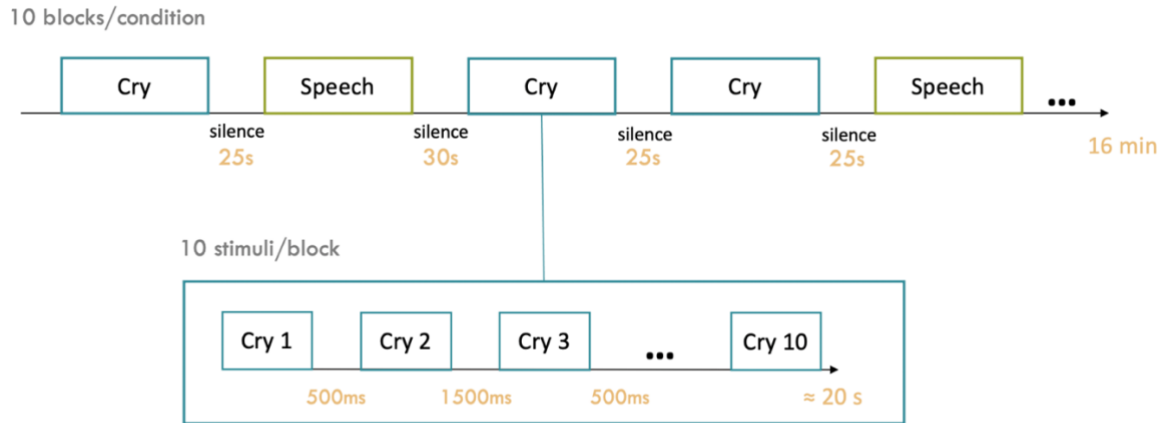 10 blocks/condition
Cry Speech Cry Cry Speech ...
silence silence silence silence
25s 30s 25s 25s 16 min
10 stimuli/block
Cry 1 Cry 2 Cry 3 ... Cry 10
500ms 1500ms 500ms ≈ 20 s